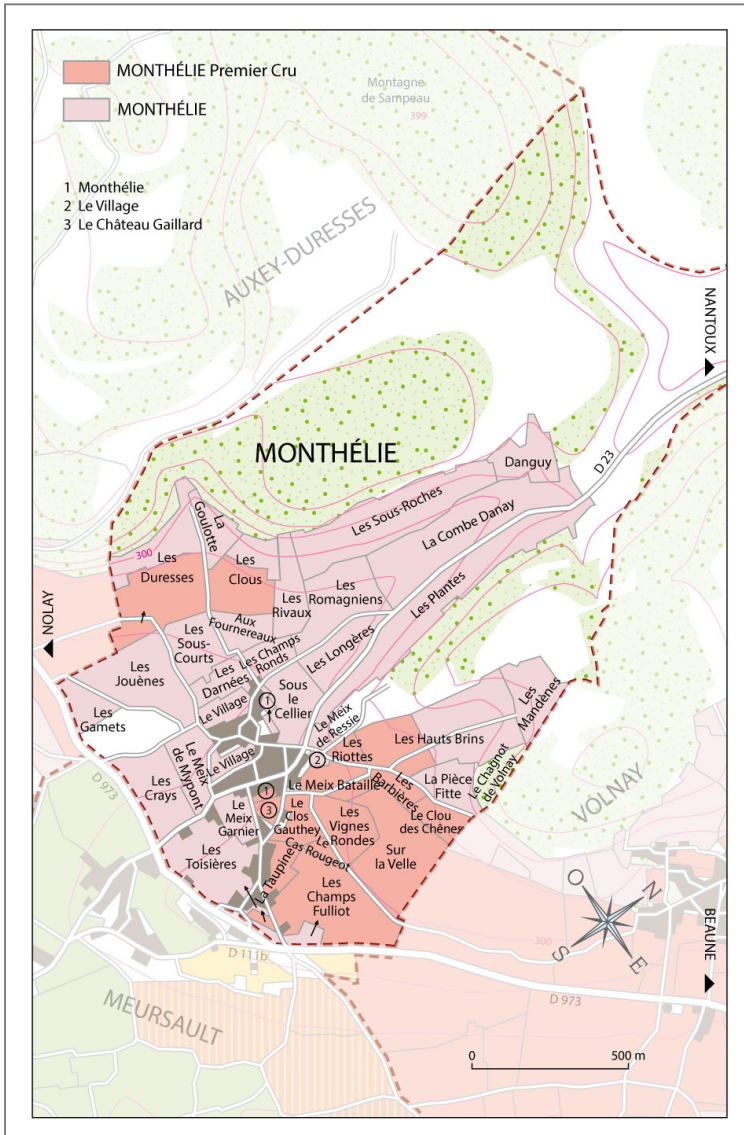 MONTHÉLIE Premier Cru
MONTHÉLIE
1 Monthélie
2 Le Village
3 Le Château Gaillard
Montagne
de Sampeau
399
AUXEY-DURESSES
NANTOUX
MONTHÉLIE
D 23
Danguy
Les Sous-Roches
La Combe Danay
La
Goulotte
300
Les
Duresses
Les
Clous
Les
Rivaux
Les
Romagniens
Les Plantes
NOLAY
Aux
Fournereaux
Les
Sous-
Courts
Les Champs
Ronds
Les
Darnées
Les Longères
Les
Jouènes
Le Village
1
Sous
le
Cellier
Le Meix
de Ressie
Les
Mandènes
Les
Gamets
Les Hauts Brins
Les
Riottes
2
Le Village
Le Meix
de Mypont
Les
Crays
Le Meix Bataille
Les
Barbières
La Pièce
Fitte
Le Chagnot
de Volnay
VOLNAY
D 973
1
3
Le
Meix
Garnier
Le
Clos
Gauthey
Les
Vignes
Rondes
Le Clou
des Chênes
Les
Toisières
La Taupine
Le
Cas Rougeot
Sur
la Velle
Les
Champs
Fulliot
O
N
S
E
BEAUNE
300
D 111b
D 973
MEURSAULT
0
500 m